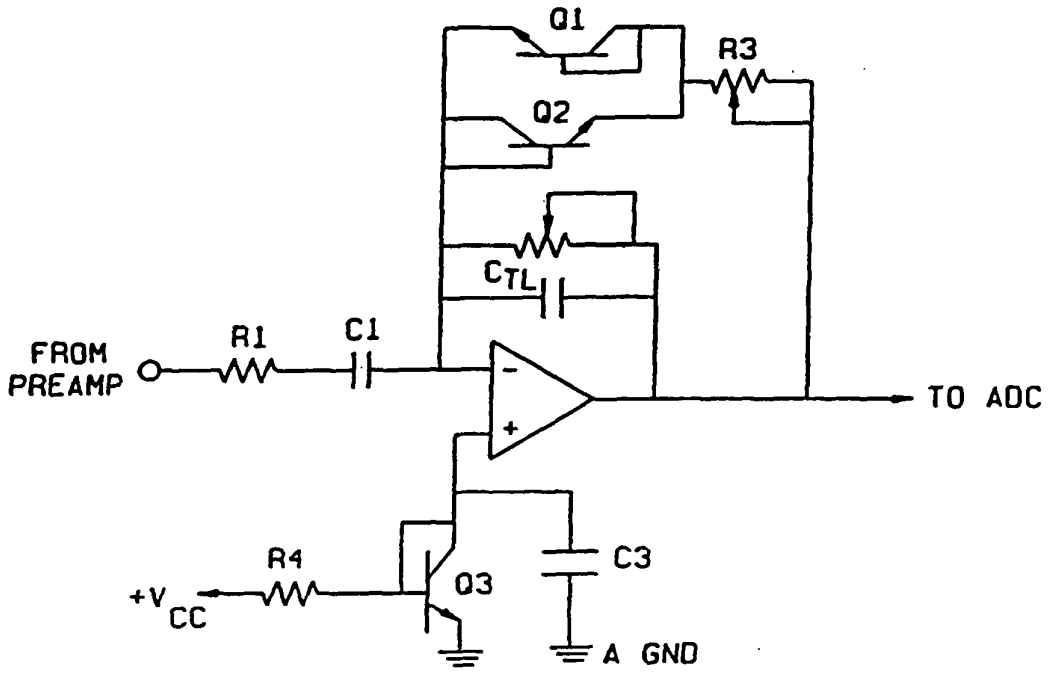 Q1
R3
Q2
CTL
R1
C1
FROM
PREAMP
-
+
TO ADC
R4
Q3
C3
+VCC
A GND